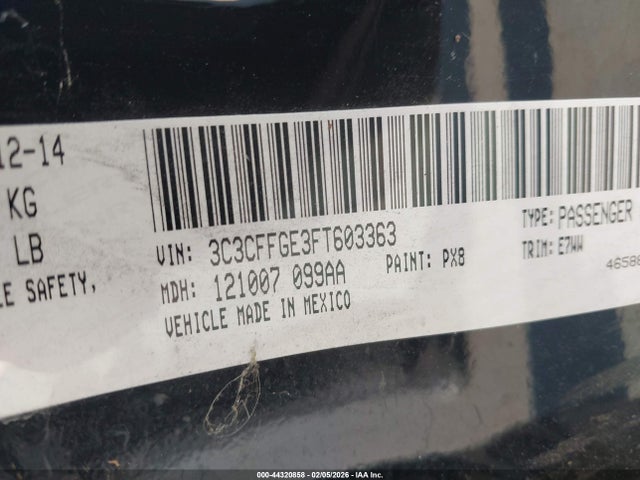 12-14
KG
LB
LE SAFETY,
VIN: 3C3CFFGE3FT603363
MDH: 121007 099AA
PAINT: PX8
VEHICLE MADE IN MEXICO
TYPE: PASSENGER
TRIM: E7WW
46588
000-44320858 - 02/05/2026 - IAA Inc.